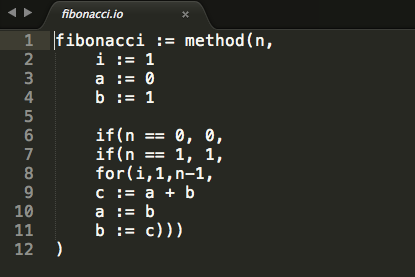 fibonacci.io ×
1 fibonacci := method(n,
2     i := 1
3     a := 0
4     b := 1
5
6     if(n == 0, 0,
7     if(n == 1, 1,
8     for(i,1,n-1,
9     c := a + b
10     a := b
11     b := c)))
12 )